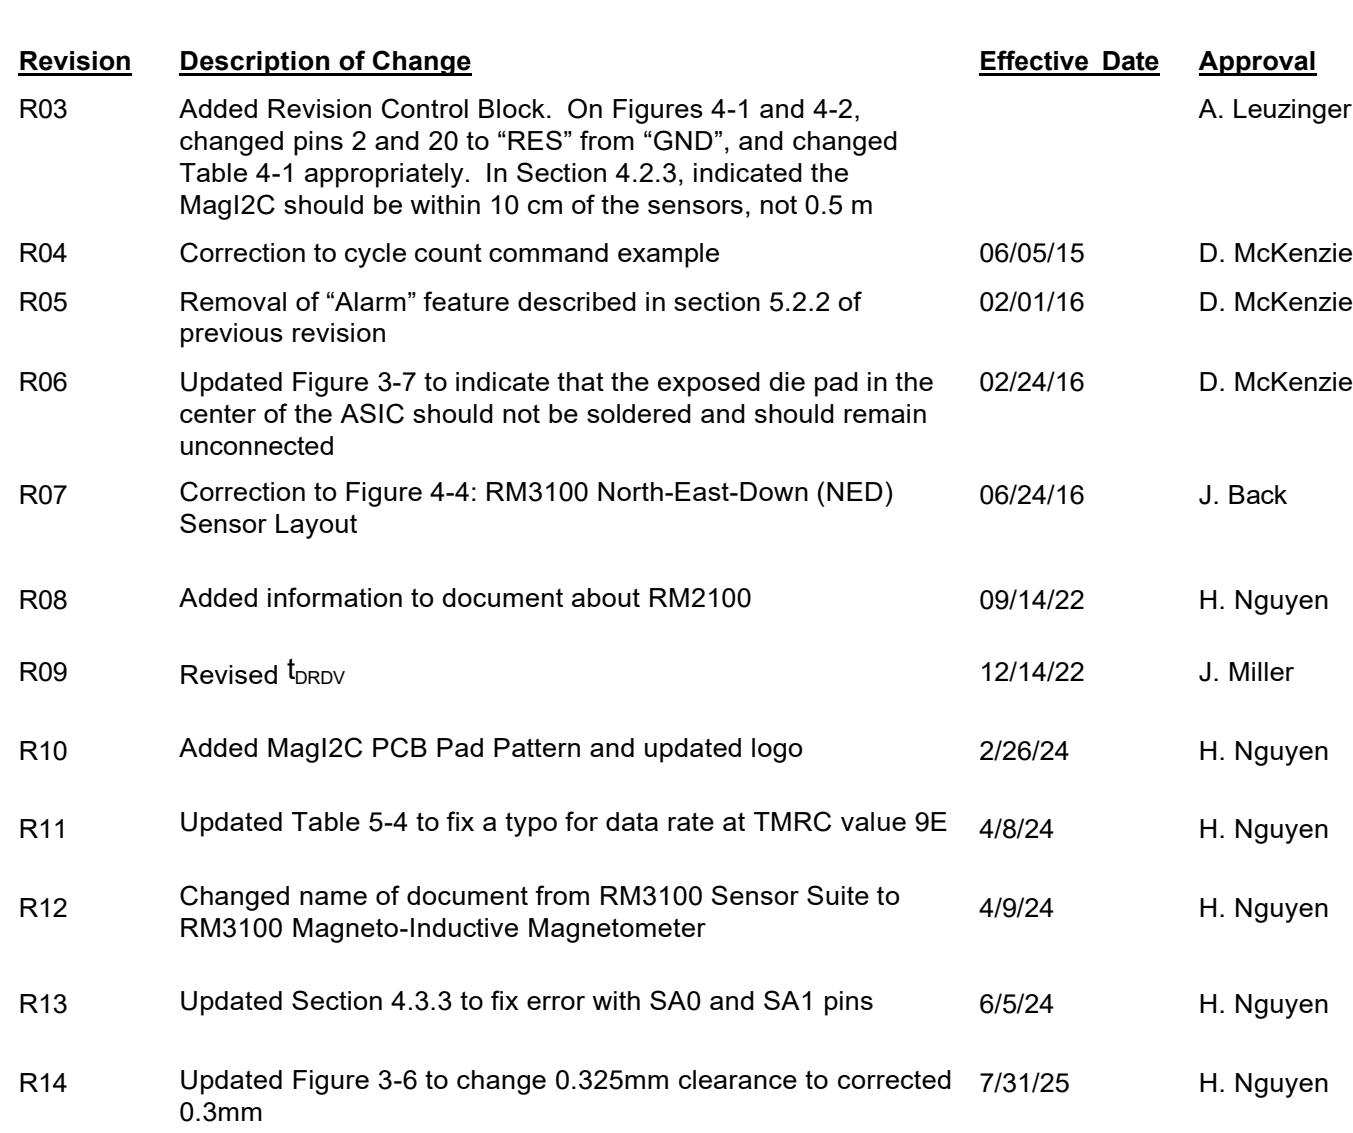 Revision Description of Change Effective Date Approval
R03 Added Revision Control Block. On Figures 4-1 and 4-2, A. Leuzinger
changed pins 2 and 20 to “RES” from “GND”, and changed
Table 4-1 appropriately. In Section 4.2.3, indicated the
MagI2C should be within 10 cm of the sensors, not 0.5 m
R04 Correction to cycle count command example 06/05/15 D. McKenzie
R05 Removal of “Alarm” feature described in section 5.2.2 of 02/01/16 D. McKenzie
previous revision
R06 Updated Figure 3-7 to indicate that the exposed die pad in the 02/24/16 D. McKenzie
center of the ASIC should not be soldered and should remain
unconnected
R07 Correction to Figure 4-4: RM3100 North-East-Down (NED) 06/24/16 J. Back
Sensor Layout
R08 Added information to document about RM2100 09/14/22 H. Nguyen
R09 Revised tDRDV 12/14/22 J. Miller
R10 Added MagI2C PCB Pad Pattern and updated logo 2/26/24 H. Nguyen
R11 Updated Table 5-4 to fix a typo for data rate at TMRC value 9E 4/8/24 H. Nguyen
R12 Changed name of document from RM3100 Sensor Suite to 4/9/24 H. Nguyen
RM3100 Magneto-Inductive Magnetometer
R13 Updated Section 4.3.3 to fix error with SA0 and SA1 pins 6/5/24 H. Nguyen
R14 Updated Figure 3-6 to change 0.325mm clearance to corrected 7/31/25 H. Nguyen
0.3mm